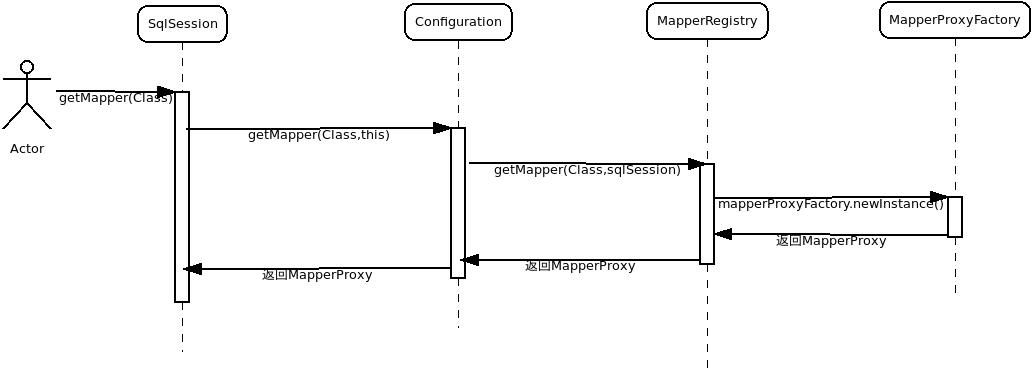 SqlSession
Configuration
MapperRegistry
MapperProxyFactory
Actor
getMapper(Class)
getMapper(Class,this)
getMapper(Class,sqlSession)
mapperProxyFactory.newInstance()
返回MapperProxy
返回MapperProxy
返回MapperProxy